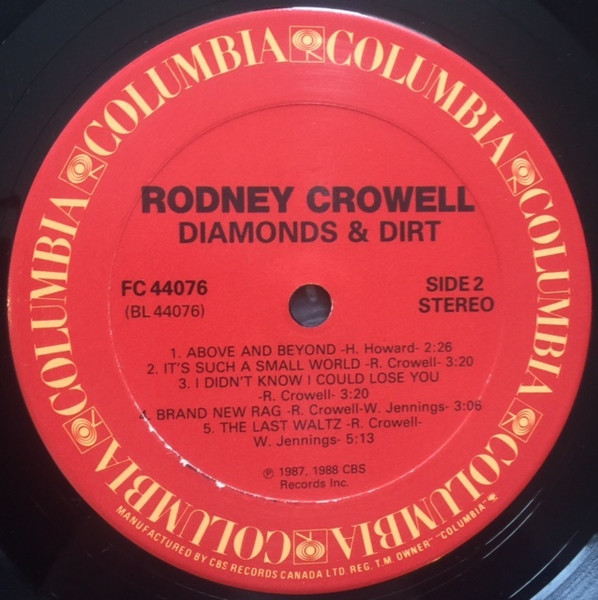 COLUMBIA COLUMBIA COLUMBIA COLUMBIA COLUMBIA COLUMBIA COLUMBIA COLUMBIA
RODNEY CROWELL
DIAMONDS & DIRT
FC 44076
(BL 44076)
SIDE 2
STEREO
1. ABOVE AND BEYOND -H. Howard- 2:26
2. IT'S SUCH A SMALL WORLD -R. Crowell- 3:20
3. I DIDN'T KNOW I COULD LOSE YOU
-R. Crowell- 3:20
4. BRAND NEW RAG -R. Crowell-W. Jennings- 3:06
5. THE LAST WALTZ -R. Crowell-
W. Jennings- 5:13
℗ 1987, 1988 CBS
Records Inc.
MANUFACTURED BY CBS RECORDS CANADA LTD. REG. T.M. OWNER "COLUMBIA"